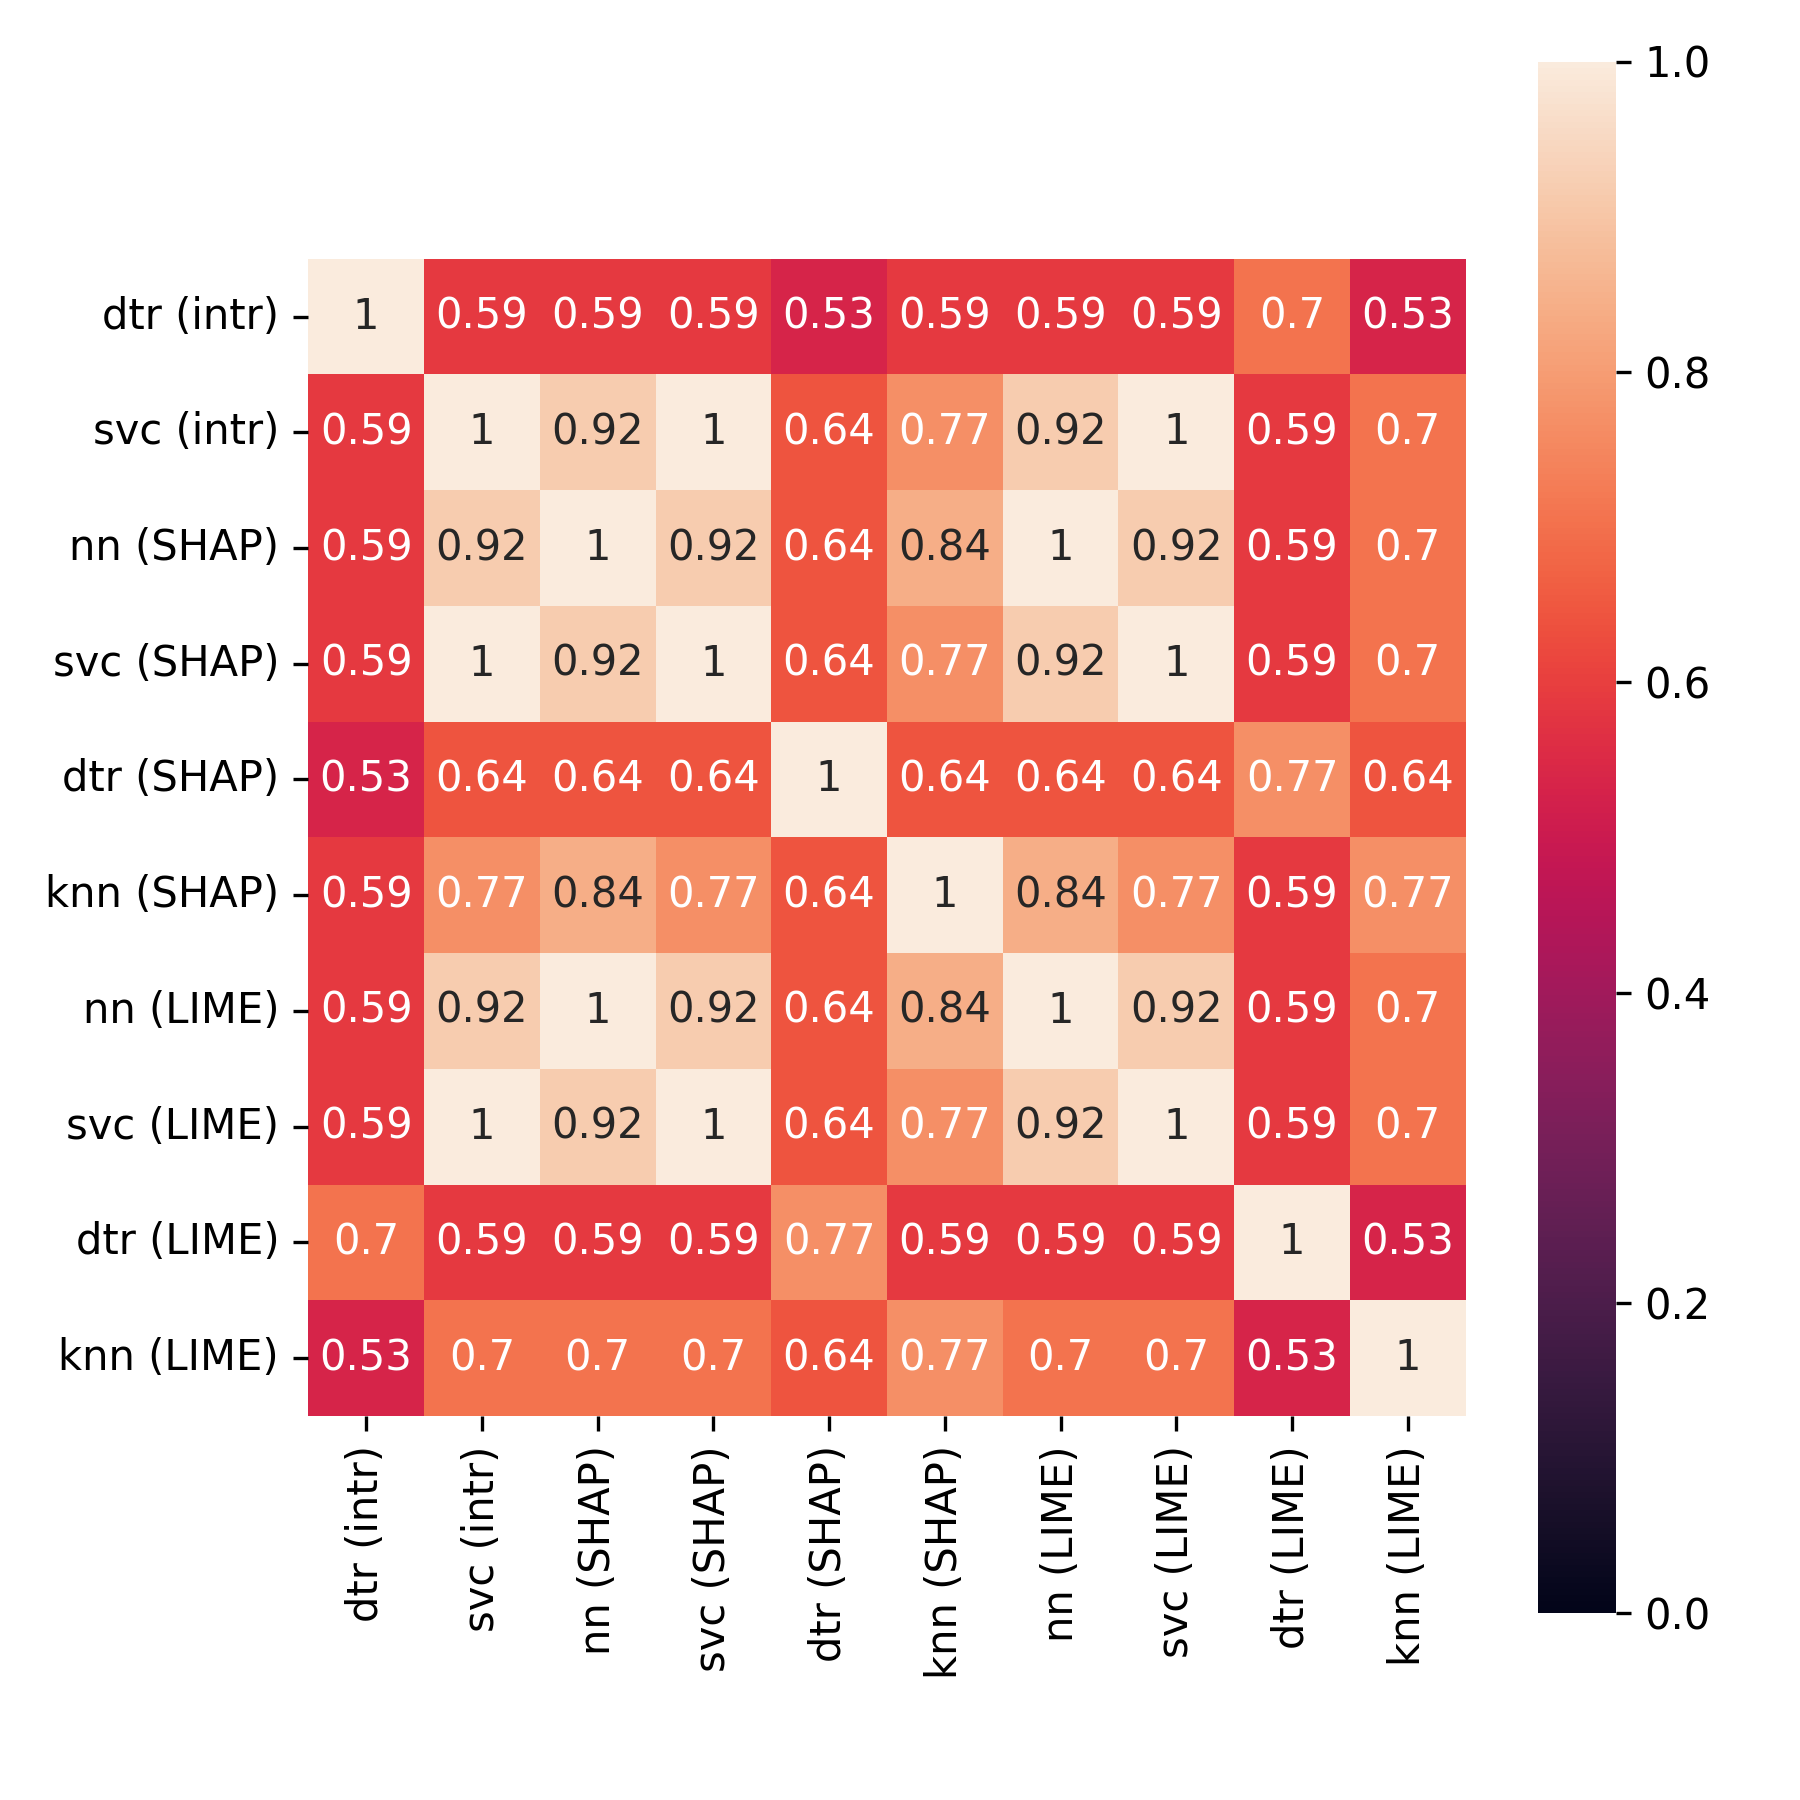 1.0
dtr (intr) 1 0.59 0.59 0.59 0.53 0.59 0.59 0.59 0.7 0.53
0.8
svc (intr) 0.59 1 0.92 1 0.64 0.77 0.92 1 0.59 0.7
nn (SHAP) 0.59 0.92 1 0.92 0.64 0.84 1 0.92 0.59 0.7
svc (SHAP) 0.59 1 0.92 1 0.64 0.77 0.92 1 0.59 0.7
0.6
dtr (SHAP) 0.53 0.64 0.64 0.64 1 0.64 0.64 0.64 0.77 0.64
knn (SHAP) 0.59 0.77 0.84 0.77 0.64 1 0.84 0.77 0.59 0.77
0.4
nn (LIME) 0.59 0.92 1 0.92 0.64 0.84 1 0.92 0.59 0.7
svc (LIME) 0.59 1 0.92 1 0.64 0.77 0.92 1 0.59 0.7
dtr (LIME) 0.7 0.59 0.59 0.59 0.77 0.59 0.59 0.59 1 0.53
0.2
knn (LIME) 0.53 0.7 0.7 0.7 0.64 0.77 0.7 0.7 0.53 1
0.0
dtr (intr)
svc (intr)
nn (SHAP)
svc (SHAP)
dtr (SHAP)
knn (SHAP)
nn (LIME)
svc (LIME)
dtr (LIME)
knn (LIME)